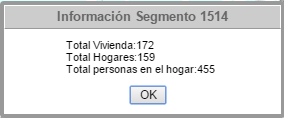 Información Segmento 1514
Total Vivienda:172
Total Hogares:159
Total personas en el hogar:455
OK